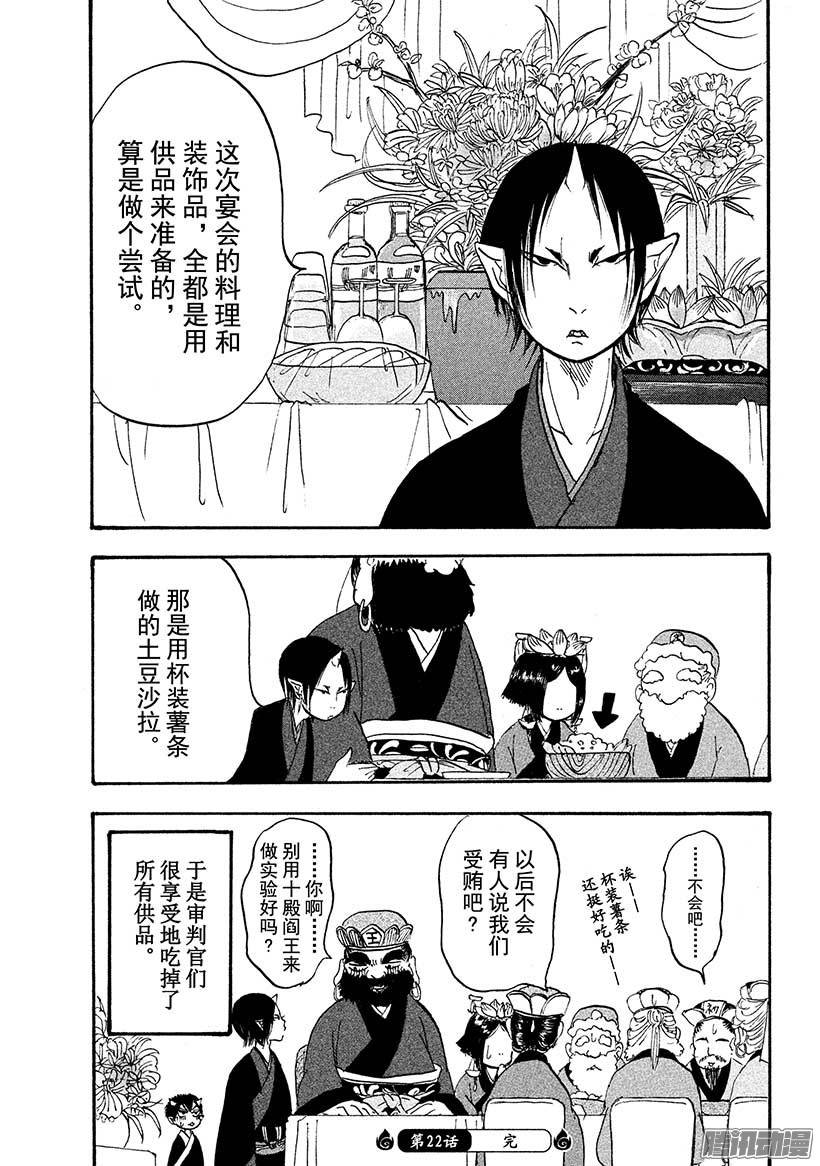 这次宴会的料理和
装饰品，全都是用
供品来准备的，
算是做个尝试。
那是用杯装薯条
做的土豆沙拉。
……不会吧……
诶——
杯装薯条
还挺好吃的——
以后不会
有人说我们
受贿吧？
……你啊……
别用十殿阎王来
做实验好吗？
于是审判官们
很享受地吃掉了
所有供品。
王
初
第22话 完
腾讯动漫